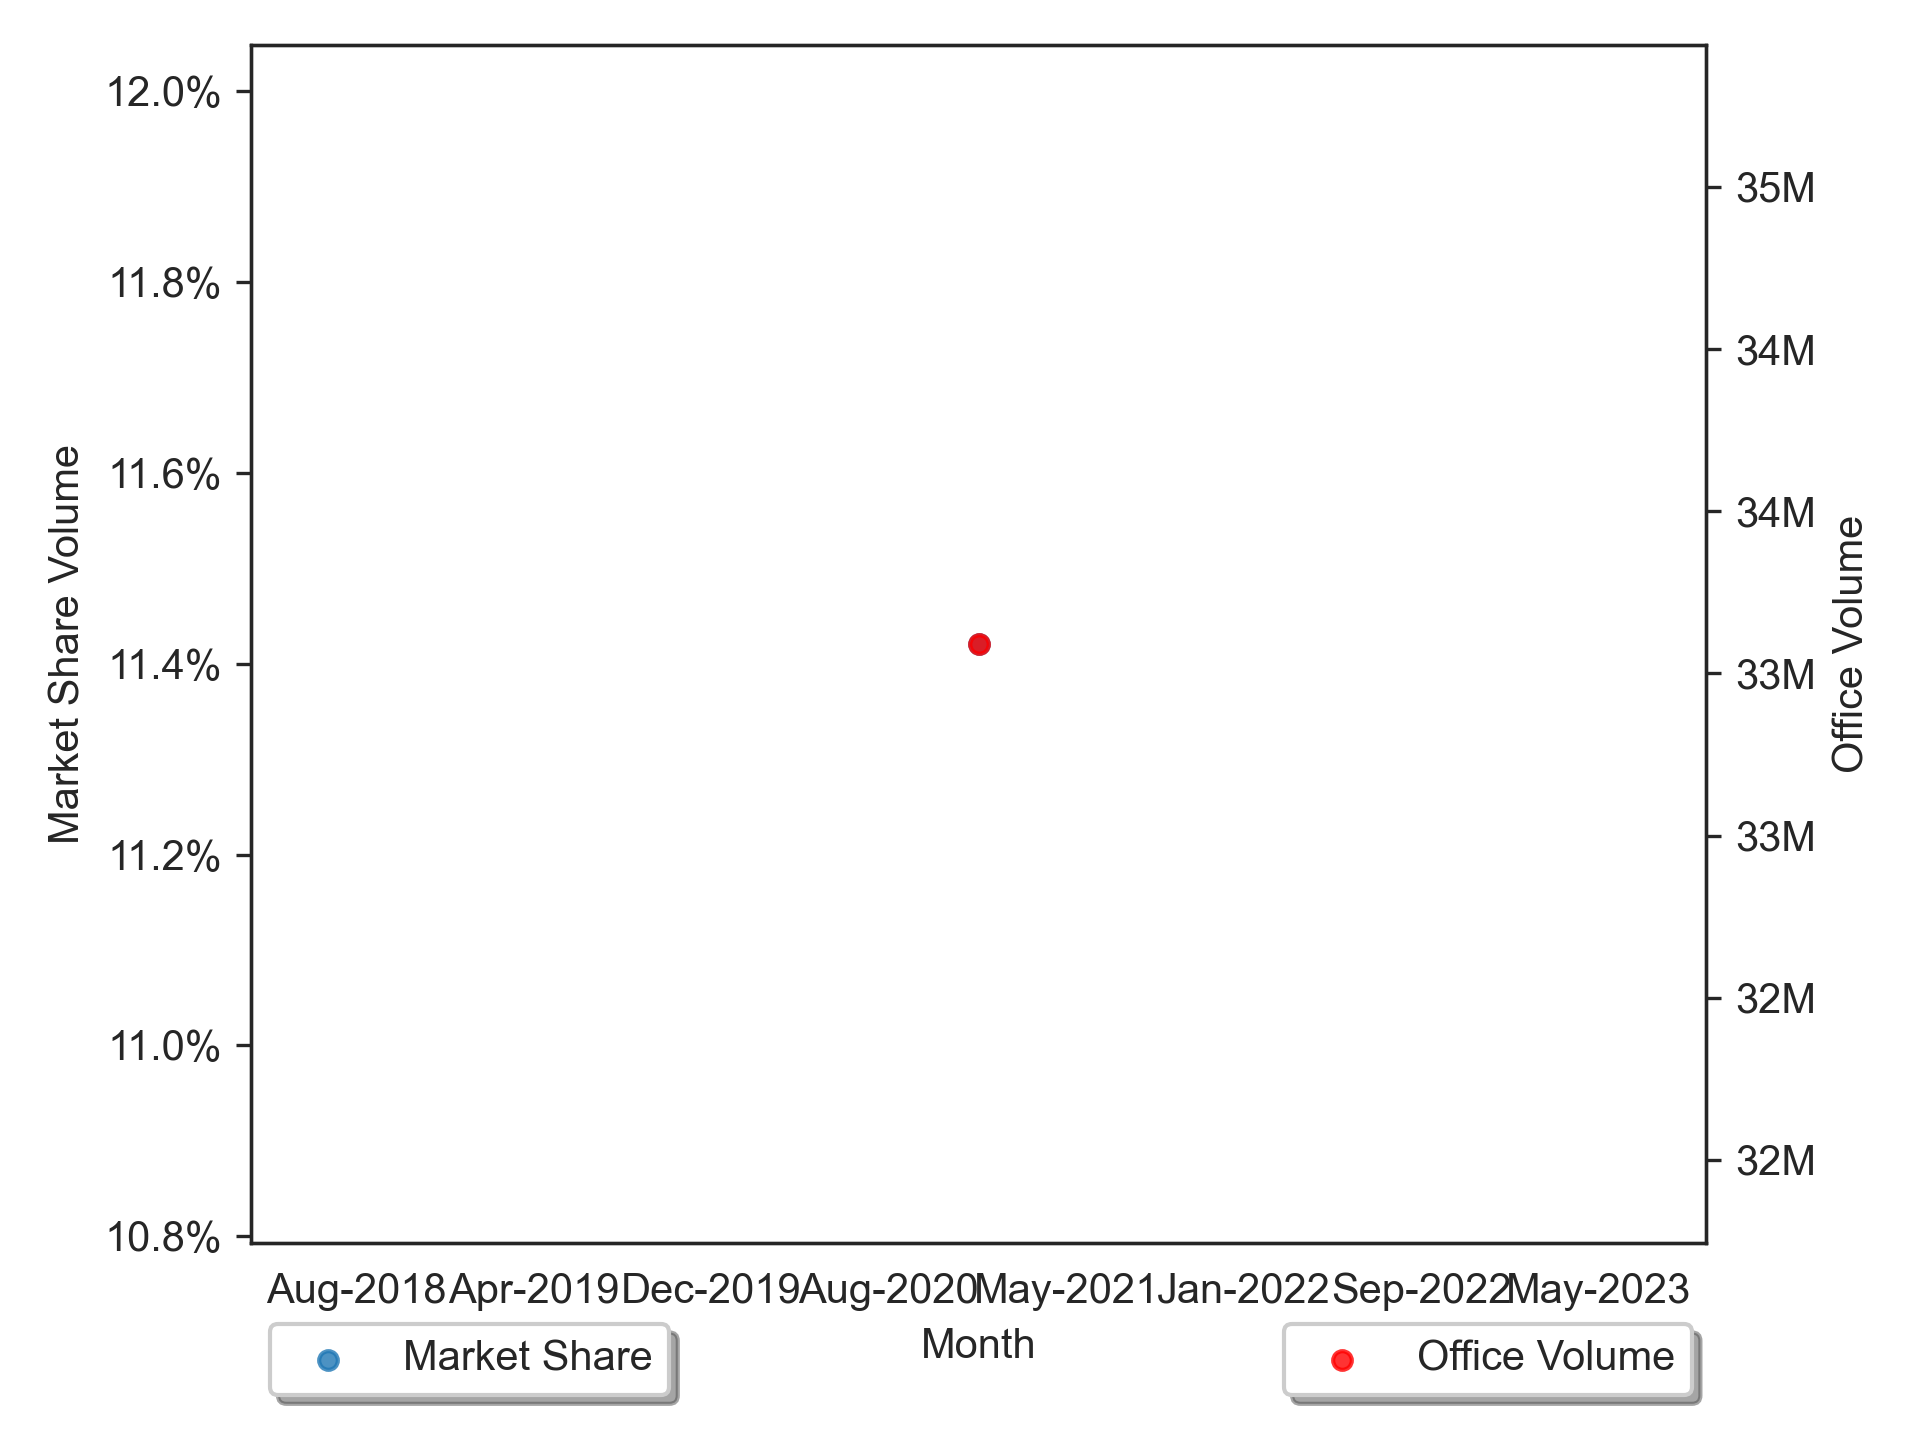 12.0%
11.8%
11.6%
11.4%
11.2%
11.0%
10.8%
Market Share Volume
35M
34M
34M
33M
33M
32M
32M
Office Volume
Aug-2018 Apr-2019 Dec-2019 Aug-2020 May-2021 Jan-2022 Sep-2022 May-2023
Month
Market Share
Office Volume